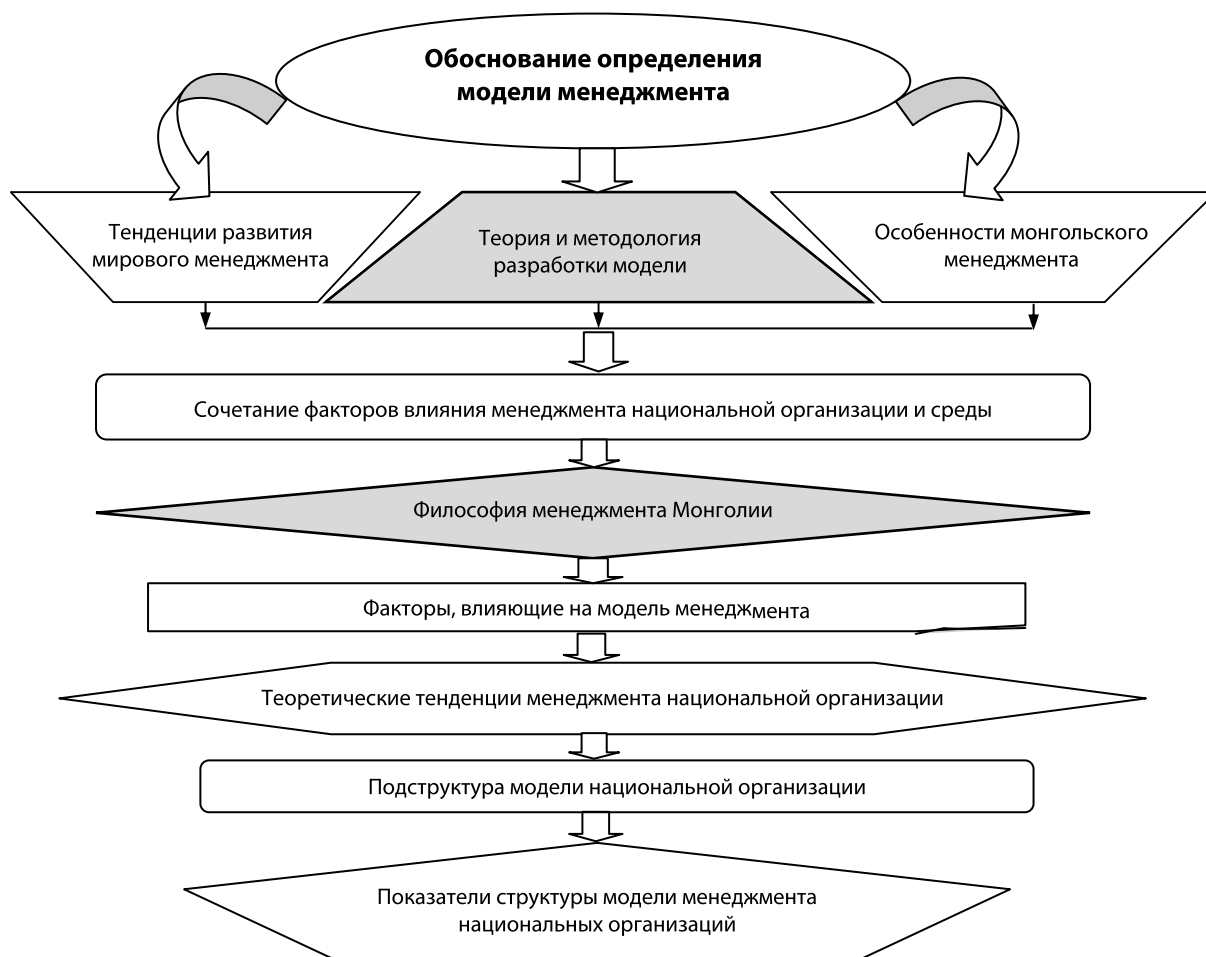 Обоснование определения
модели менеджмента
Тенденции развития
мирового менеджмента
Теория и методология
разработки модели
Особенности монгольского
менеджмента
Сочетание факторов влияния менеджмента национальной организации и среды
Философия менеджмента Монголии
Факторы, влияющие на модель менеджмента
Теоретические тенденции менеджмента национальной организации
Подструктура модели национальной организации
Показатели структуры модели менеджмента
национальных организаций